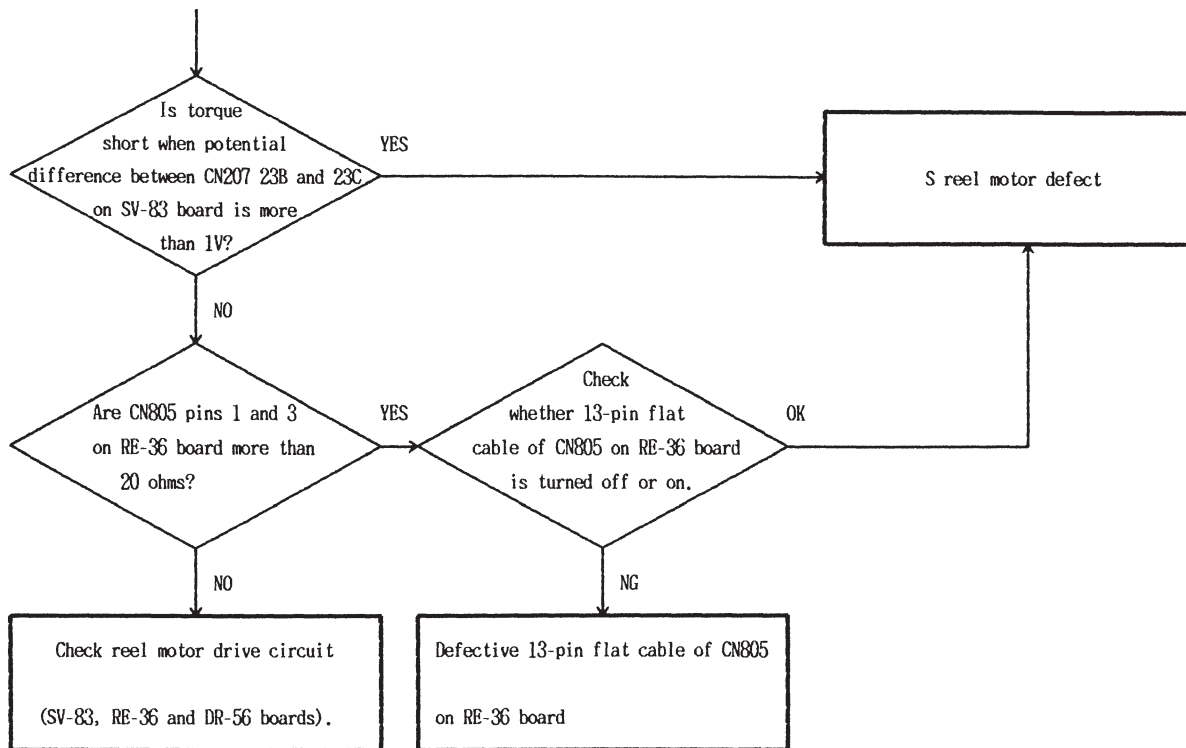 Is torque
short when potential
difference between CN207 23B and 23C
on SV-83 board is more
than 1V?
YES
S reel motor defect
NO
Are CN805 pins 1 and 3
on RE-36 board more than
20 ohms?
YES
Check
whether 13-pin flat
cable of CN805 on RE-36 board
is turned off or on.
OK
NO
NG
Check reel motor drive circuit
(SV-83, RE-36 and DR-56 boards).
Defective 13-pin flat cable of CN805
on RE-36 board